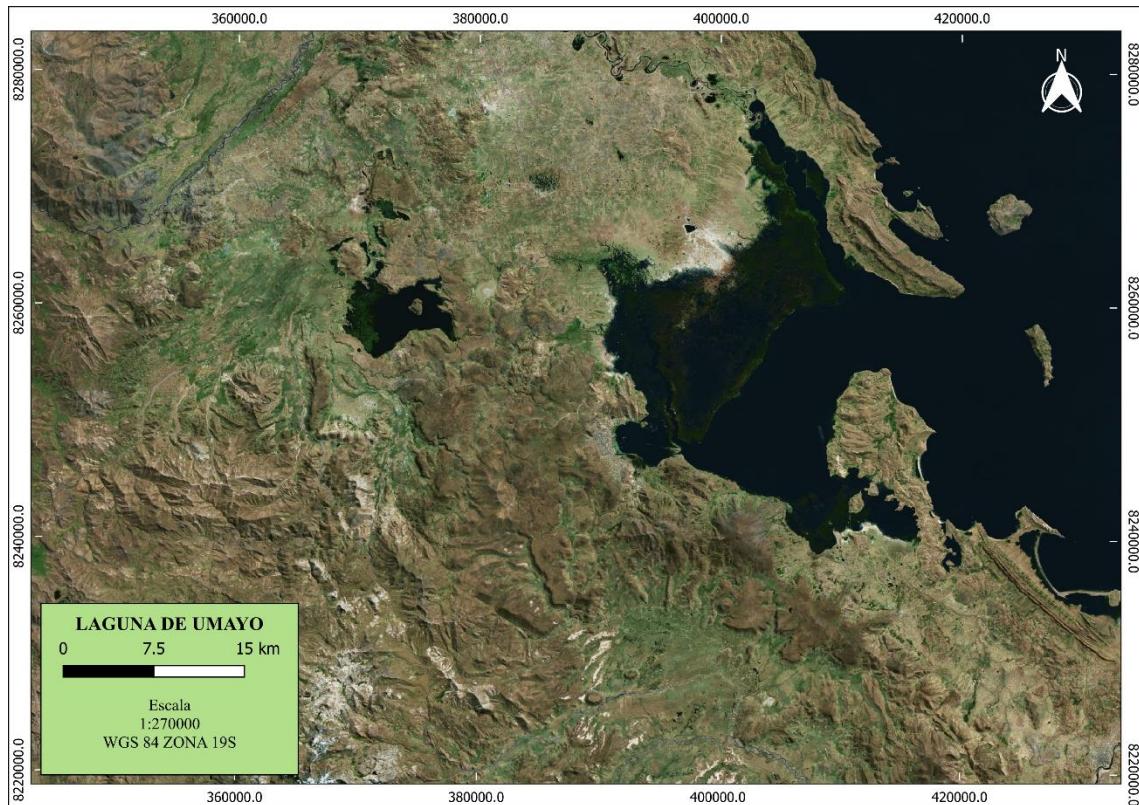 360000.0 380000.0 400000.0 420000.0
8280000.0 8280000.0
N
8260000.0 8260000.0
8240000.0 8240000.0
LAGUNA DE UMAYO
0 7.5 15 km
Escala
1:270000
WGS 84 ZONA 19S
8220000.0 8220000.0
360000.0 380000.0 400000.0 420000.0